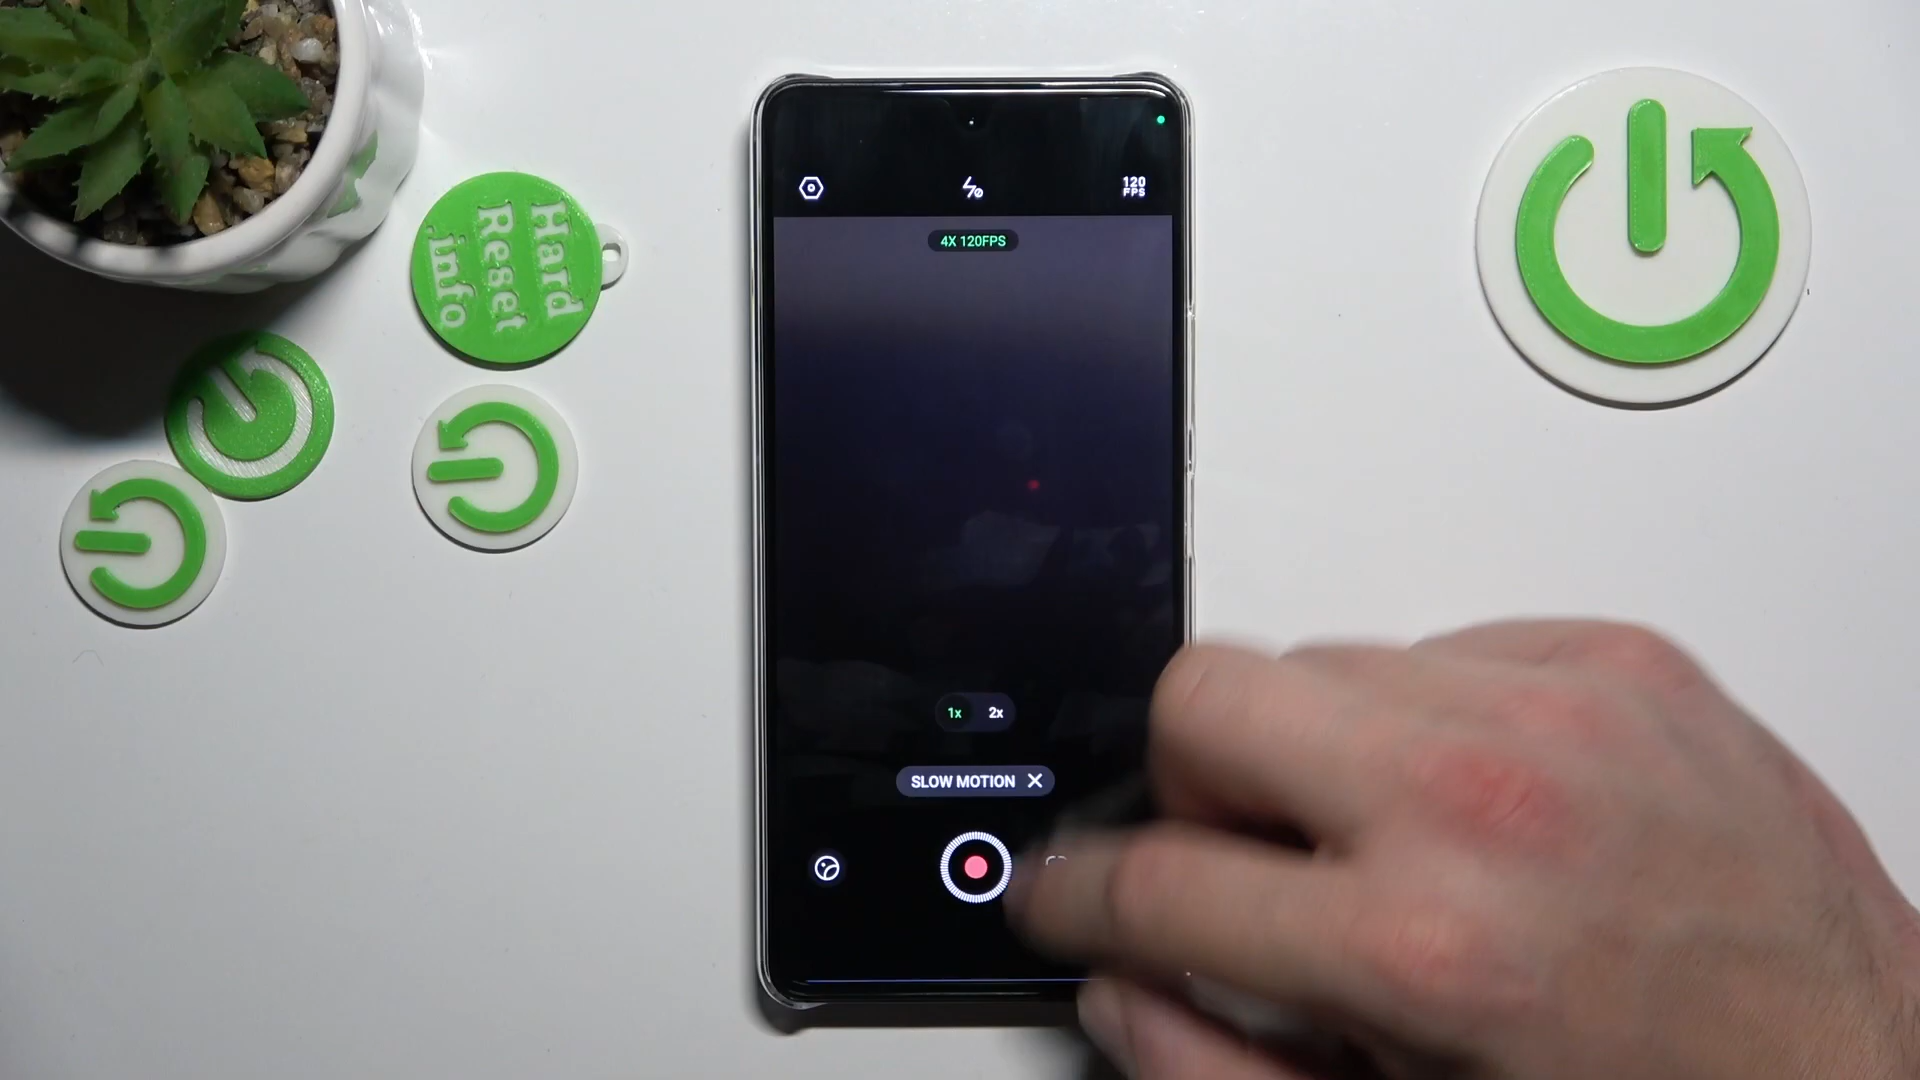 Hard
Reset
.info
120
FPS
4X 120FPS
1x 2x
SLOW MOTION